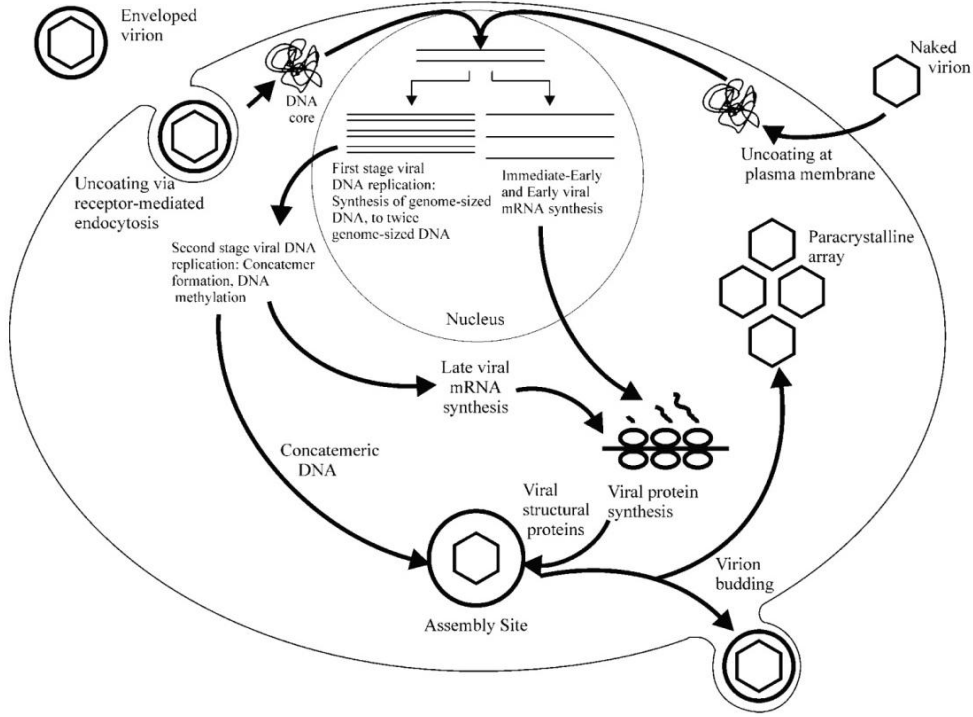 Enveloped
virion
DNA
core
Naked
virion
Uncoating at
plasma membrane
Uncoating via
receptor-mediated
endocytosis
First stage viral
DNA replication:
Synthesis of genome-sized
DNA, to twice
genome-sized DNA
Immediate-Early
and Early viral
mRNA synthesis
Second stage viral DNA
replication: Concatemer
formation, DNA
methylation
Paracrystalline
array
Nucleus
Late viral
mRNA
synthesis
Concatemeric
DNA
Viral
structural
proteins
Viral protein
synthesis
Virion
budding
Assembly Site